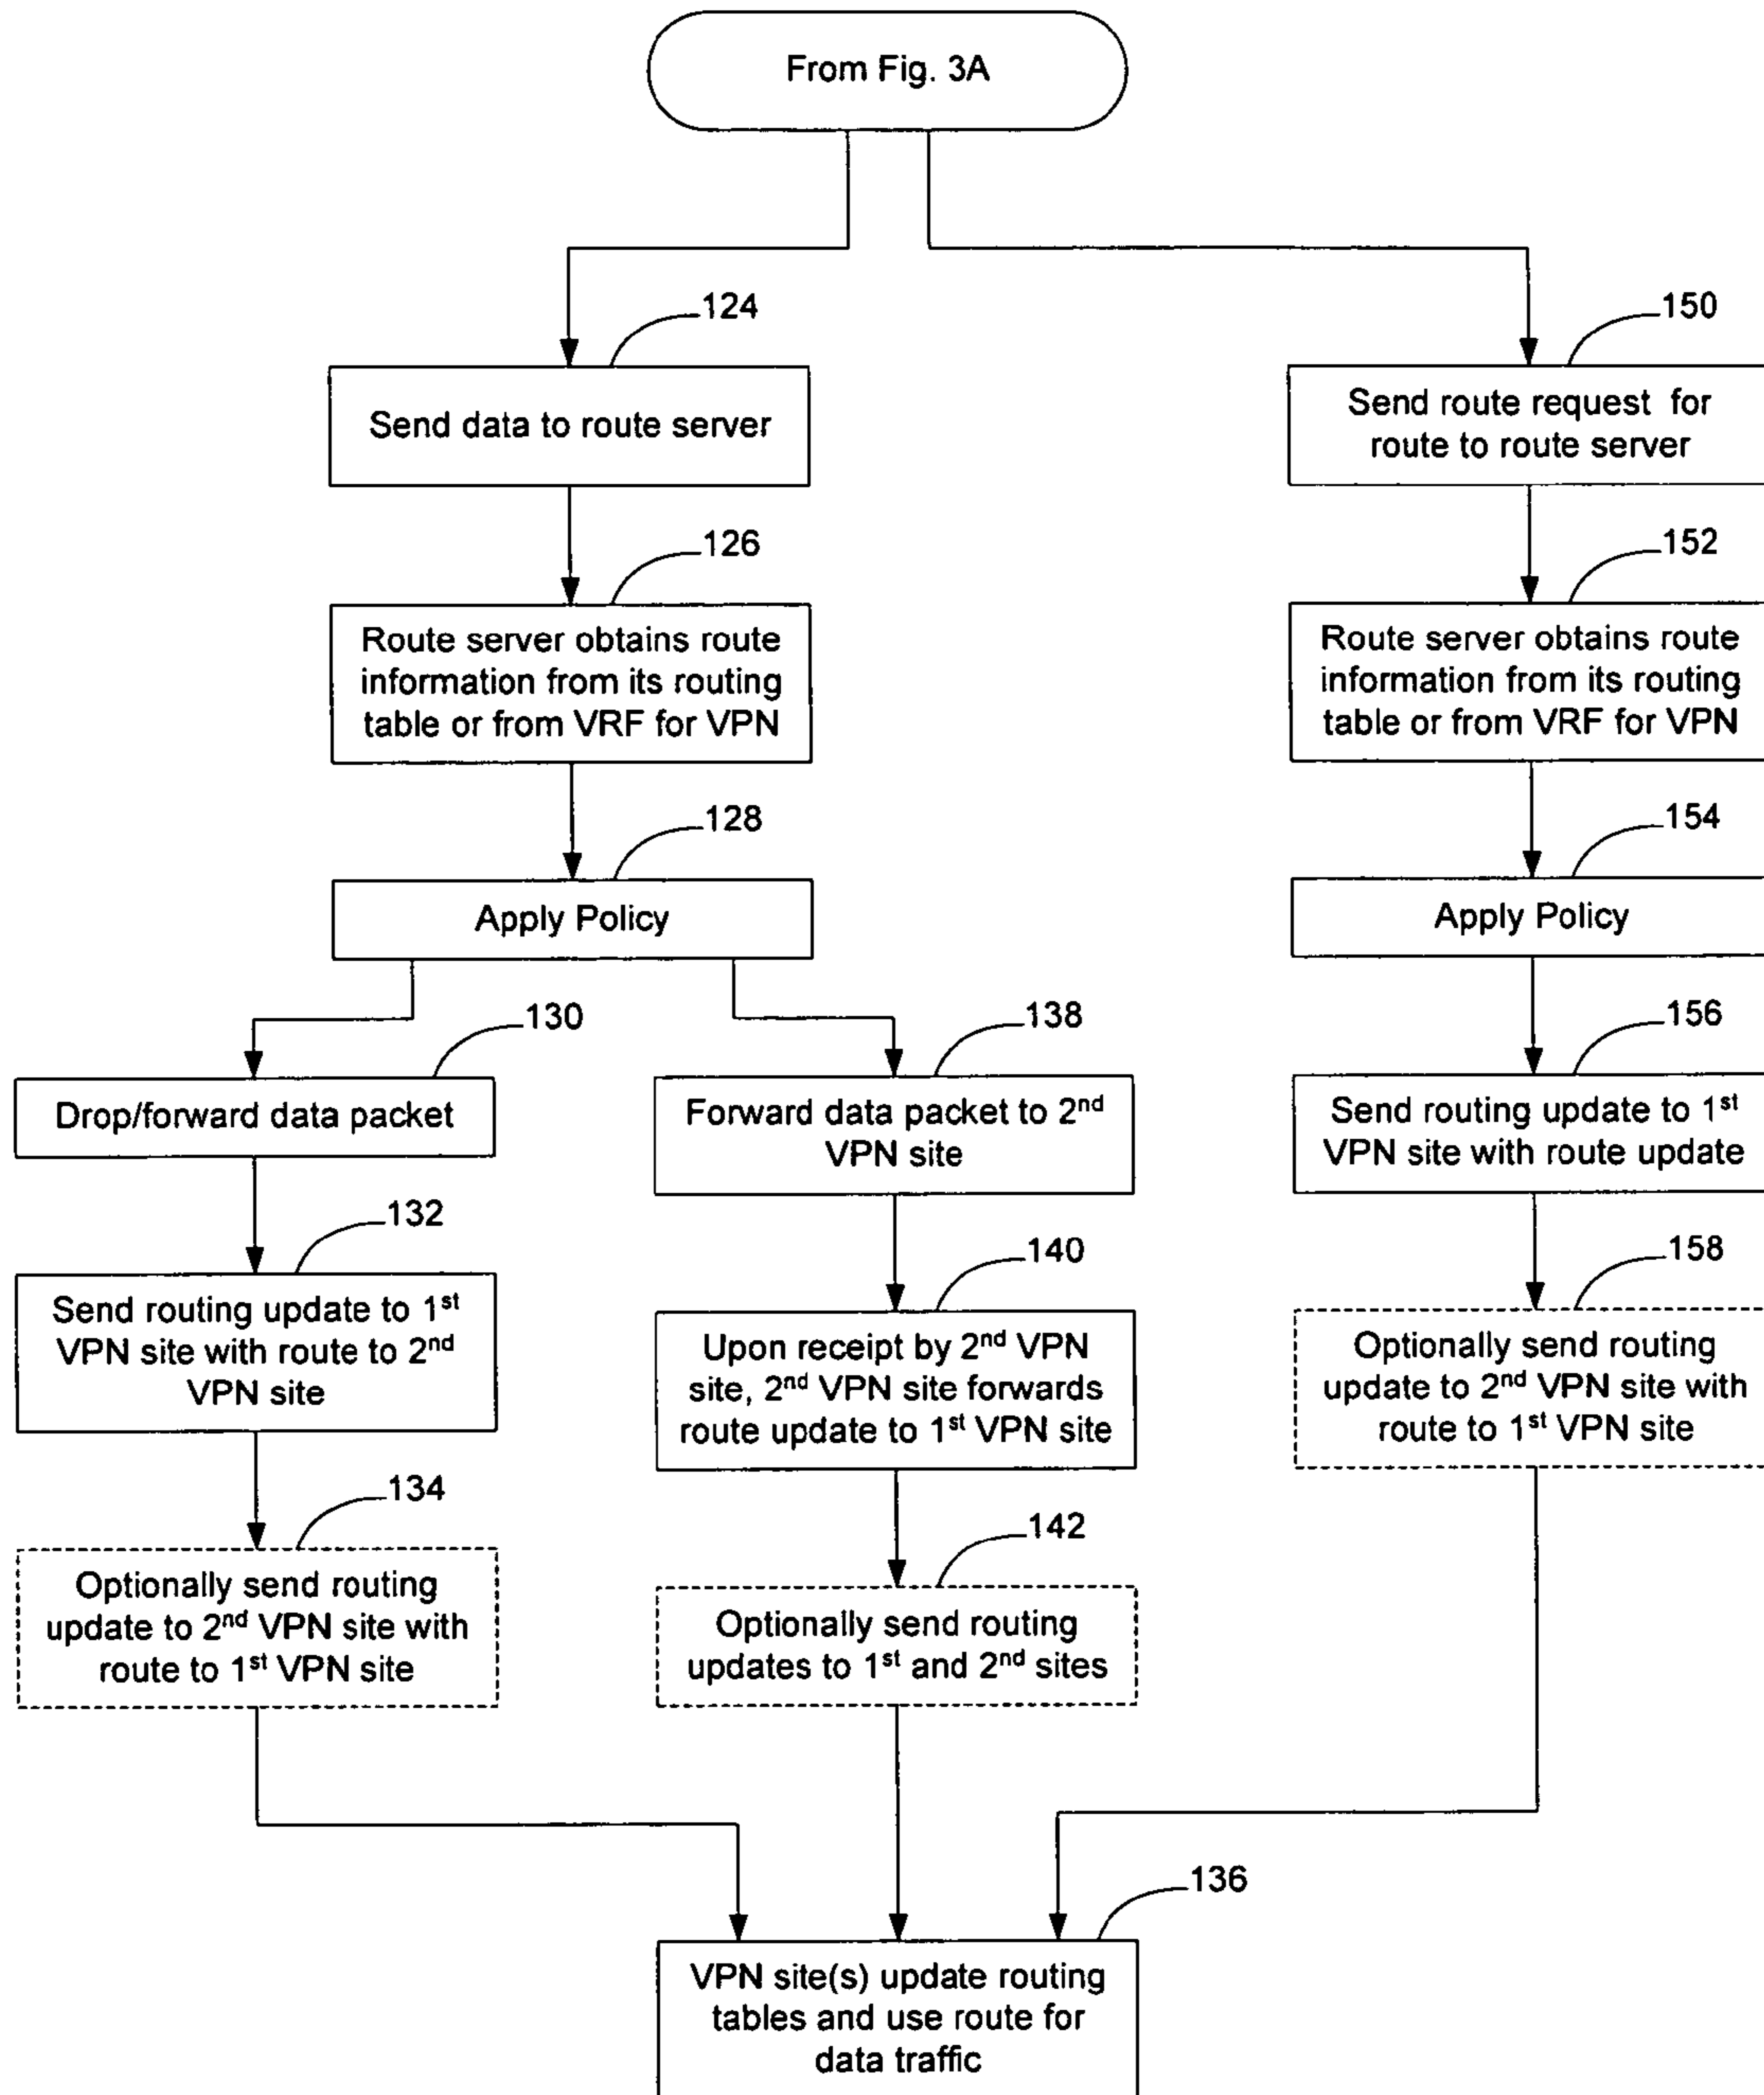 From Fig. 3A
124
Send data to route server
150
Send route request for
route to route server
126
Route server obtains route
information from its routing
table or from VRF for VPN
152
Route server obtains route
information from its routing
table or from VRF for VPN
128
Apply Policy
154
Apply Policy
130
Drop/forward data packet
138
Forward data packet to 2nd
VPN site
156
Send routing update to 1st
VPN site with route update
132
Send routing update to 1st
VPN site with route to 2nd
VPN site
140
Upon receipt by 2nd VPN
site, 2nd VPN site forwards
route update to 1st VPN site
158
Optionally send routing
update to 2nd VPN site with
route to 1st VPN site
134
Optionally send routing
update to 2nd VPN site with
route to 1st VPN site
142
Optionally send routing
updates to 1st and 2nd sites
136
VPN site(s) update routing
tables and use route for
data traffic